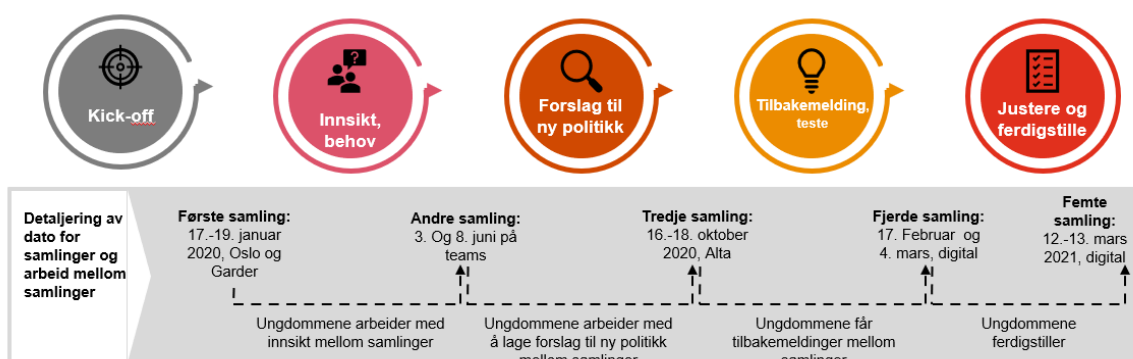 Kick-off
Innsikt,
behov
Forslag til
ny politikk
Tilbakemelding,
teste
Justere og
ferdigstille
Detaljering av
dato for
samlinger og
arbeid mellom
samlinger
Første samling:
17.-19. januar
2020, Oslo og
Garder
Andre samling:
3. Og 8. juni på
teams
Tredje samling:
16.-18. oktober
2020, Alta
Fjerde samling:
17. Februar og
4. mars, digital
Femte
samling:
12.-13. mars
2021, digital
Ungdommene arbeider med
innsikt mellom samlinger
Ungdommene arbeider med
å lage forslag til ny politikk
mellom samlinger
Ungdommene får
tilbakemeldinger mellom
samlinger
Ungdommene
ferdigstiller